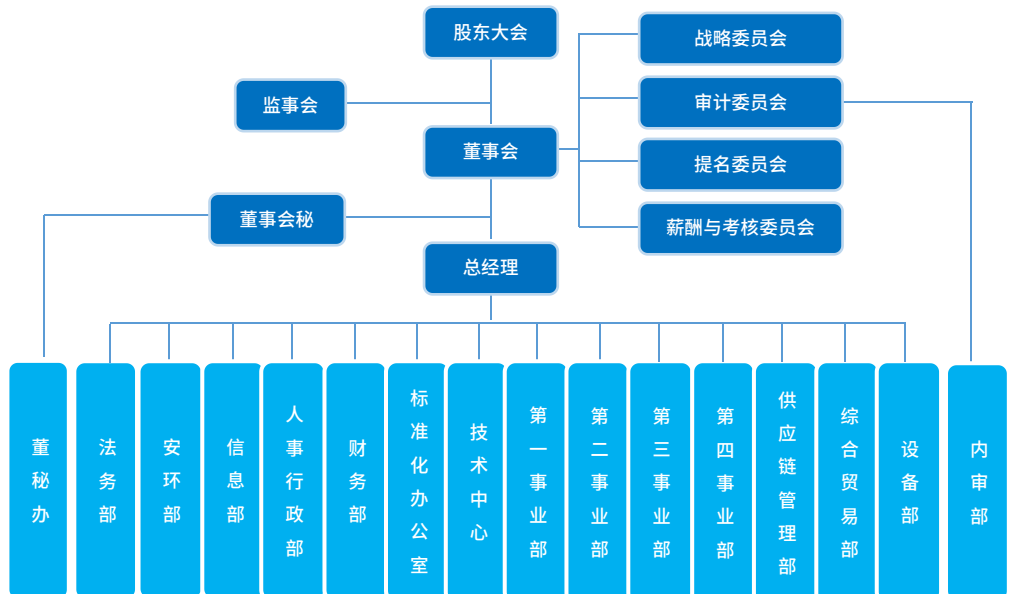 股东大会
战略委员会
监事会
审计委员会
董事会
提名委员会
董事会秘
薪酬与考核委员会
总经理
董秘办
法务部
安环部
信息部
人事行政部
财务部
标准化办公室
技术中心
第一事业部
第二事业部
第三事业部
第四事业部
供应链管理部
综合贸易部
设备部
内审部